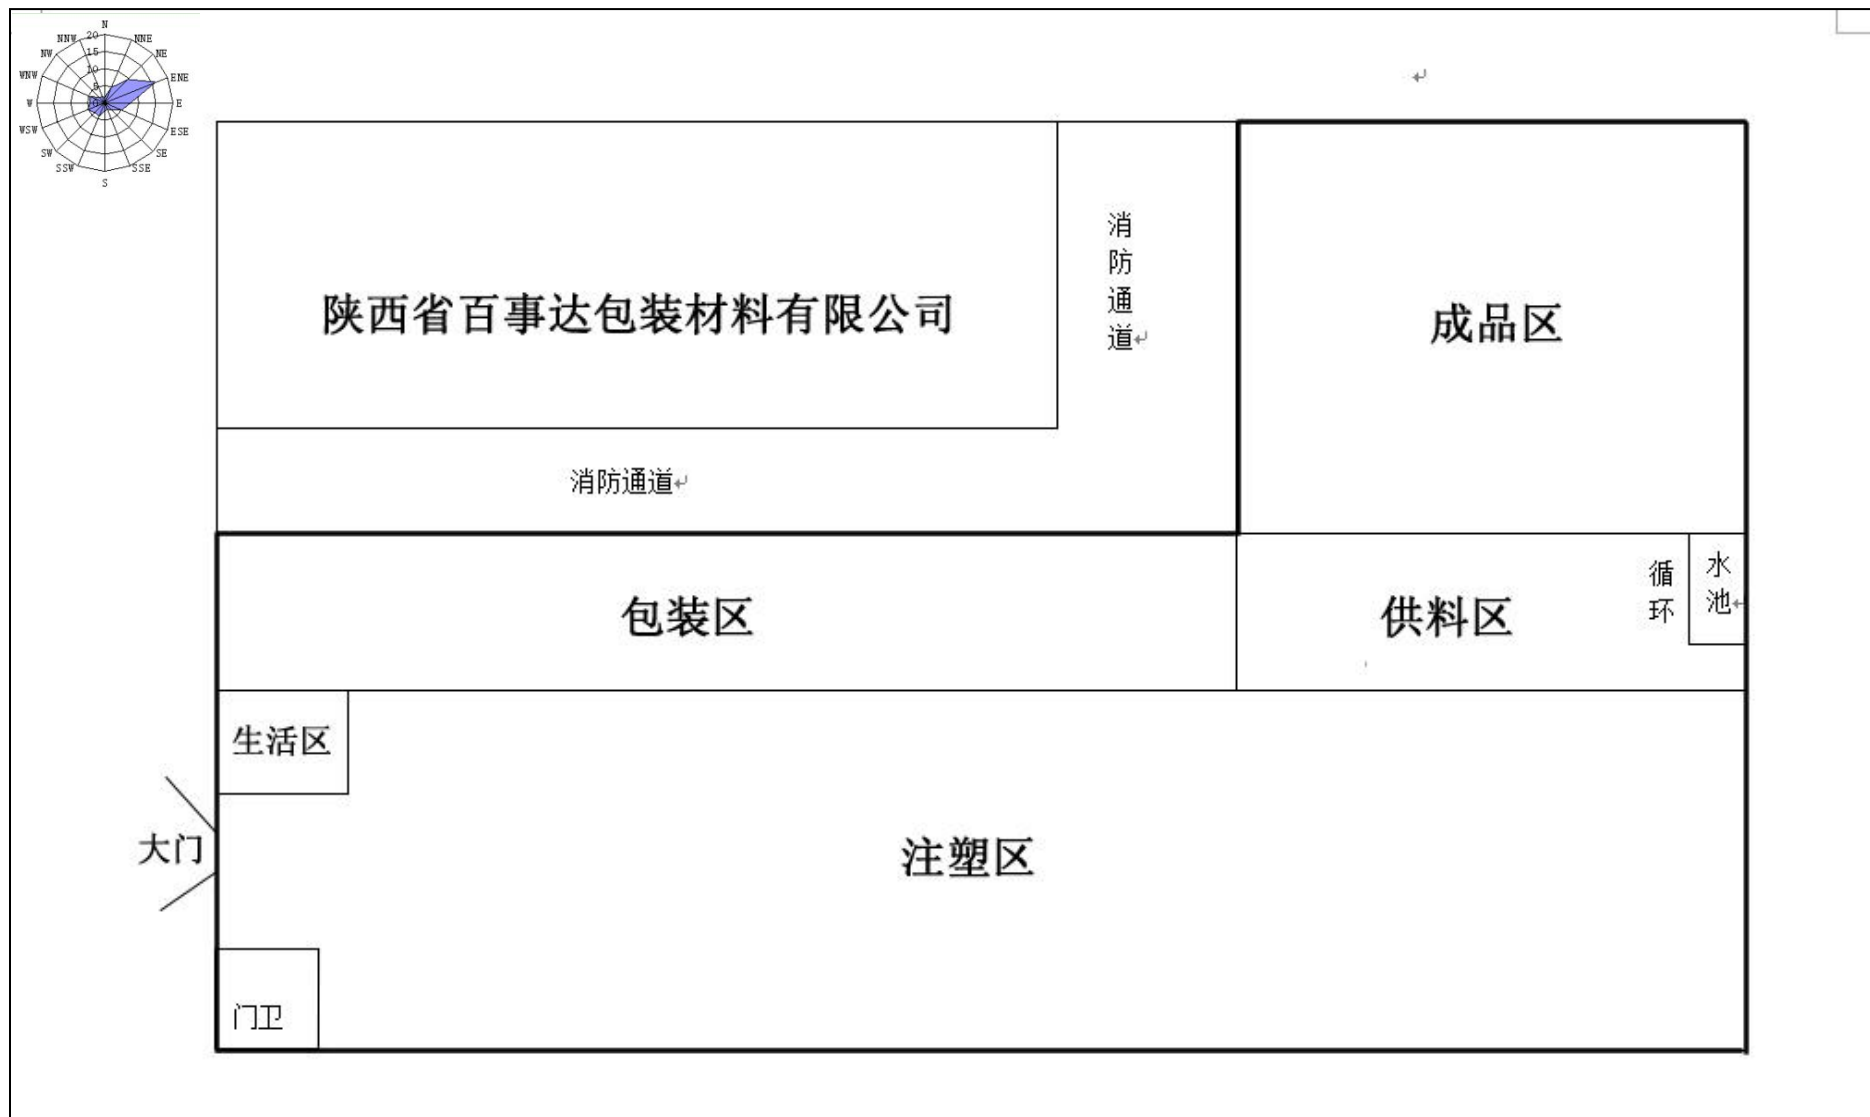 N
NNW
20
NNE
NW
15
NE
WNW
10
ENE
5
W
0
E
WSW
ESE
SW
SE
SSW
SSE
S
消
防
通
道
陕西省百事达包装材料有限公司
成品区
消防通道
包装区
供料区
循
环
水
池
生活区
大门
注塑区
门卫